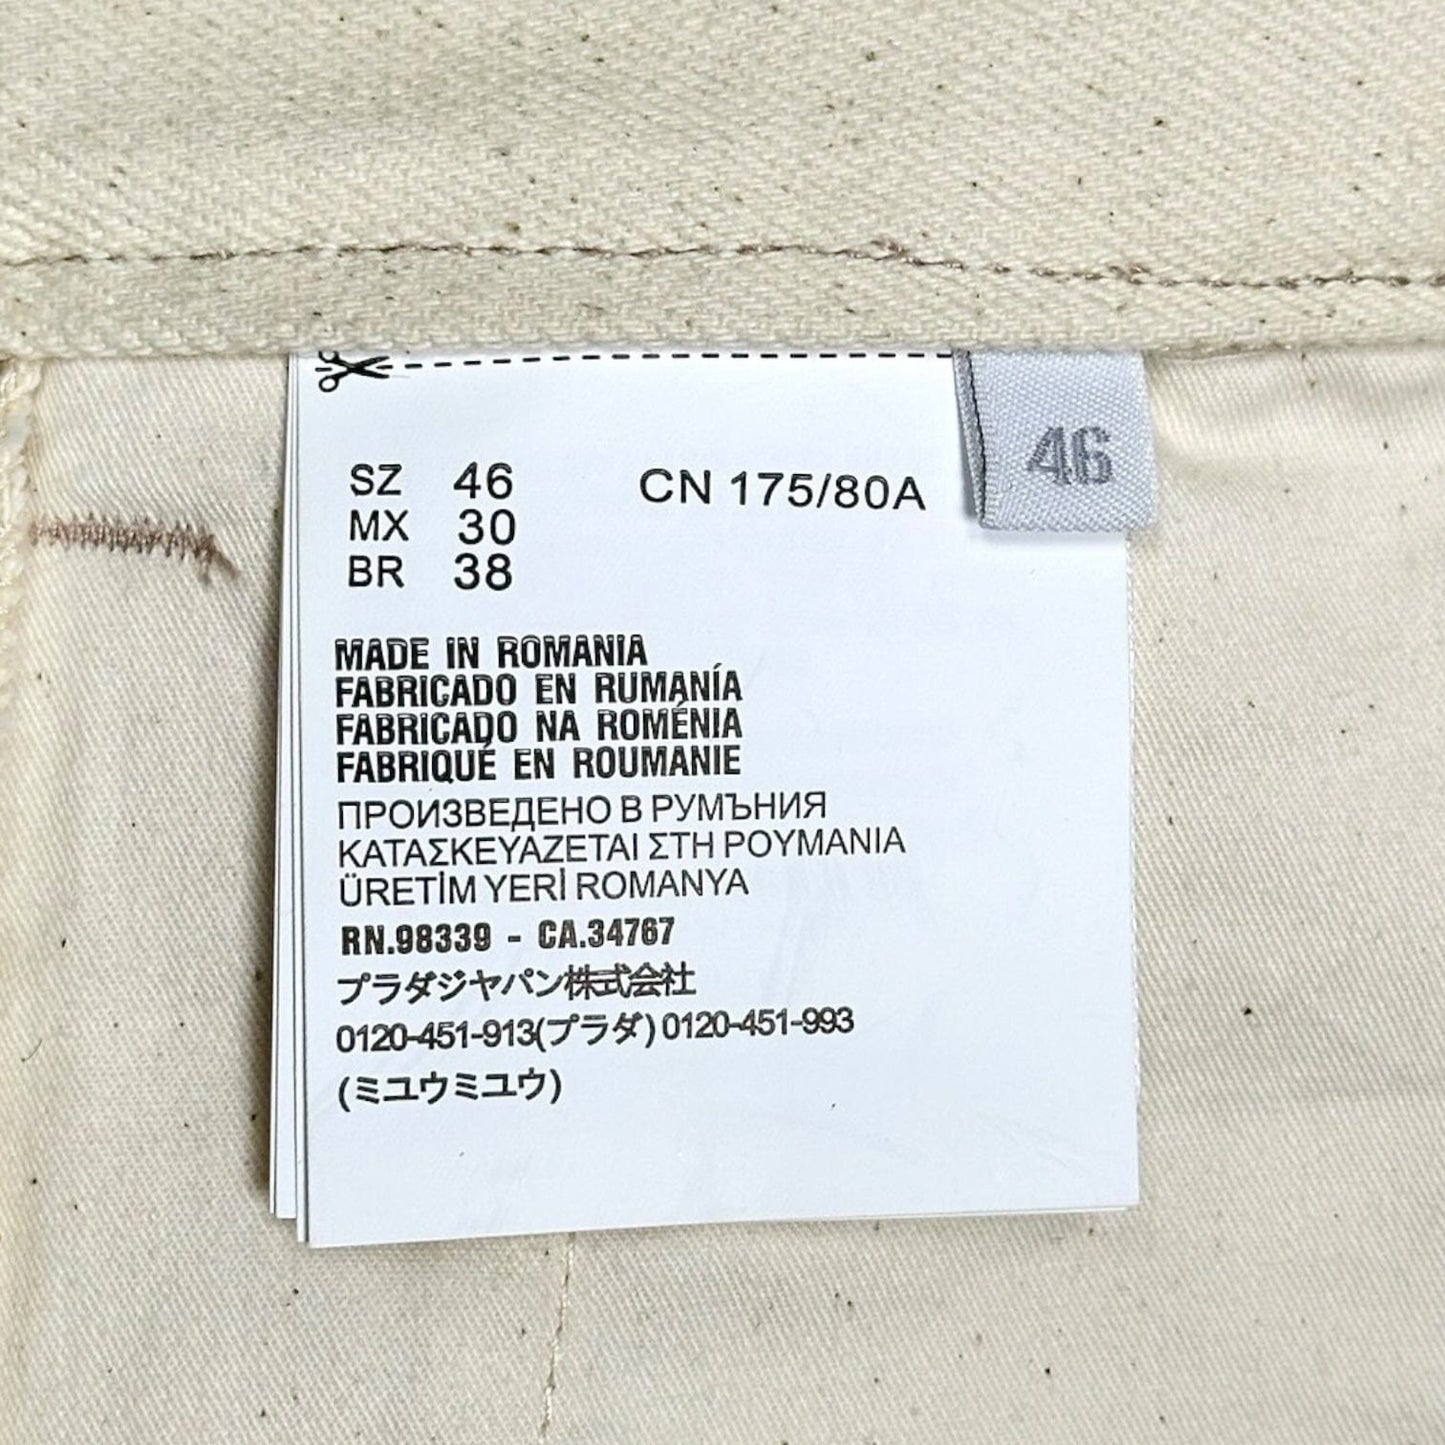 SZ 46 CN 175/80A 46
MX 30
BR 38
MADE IN ROMANIA
FABRICADO EN RUMANÍA
FABRICADO NA ROMÉNIA
FABRIQUÉ EN ROUMANIE
ПРОИЗВЕДЕНО В РУМЪНИЯ
ΚΑΤΑΣΚΕΥΑΖΕΤΑΙ ΣΤΗ ΡΟΥΜΑΝΙΑ
ÜRETİM YERİ ROMANYA
RN.98339 - CA.34767
プラダジヤパン株式会社
0120-451-913(プラダ) 0120-451-993
(ミユウミユウ)